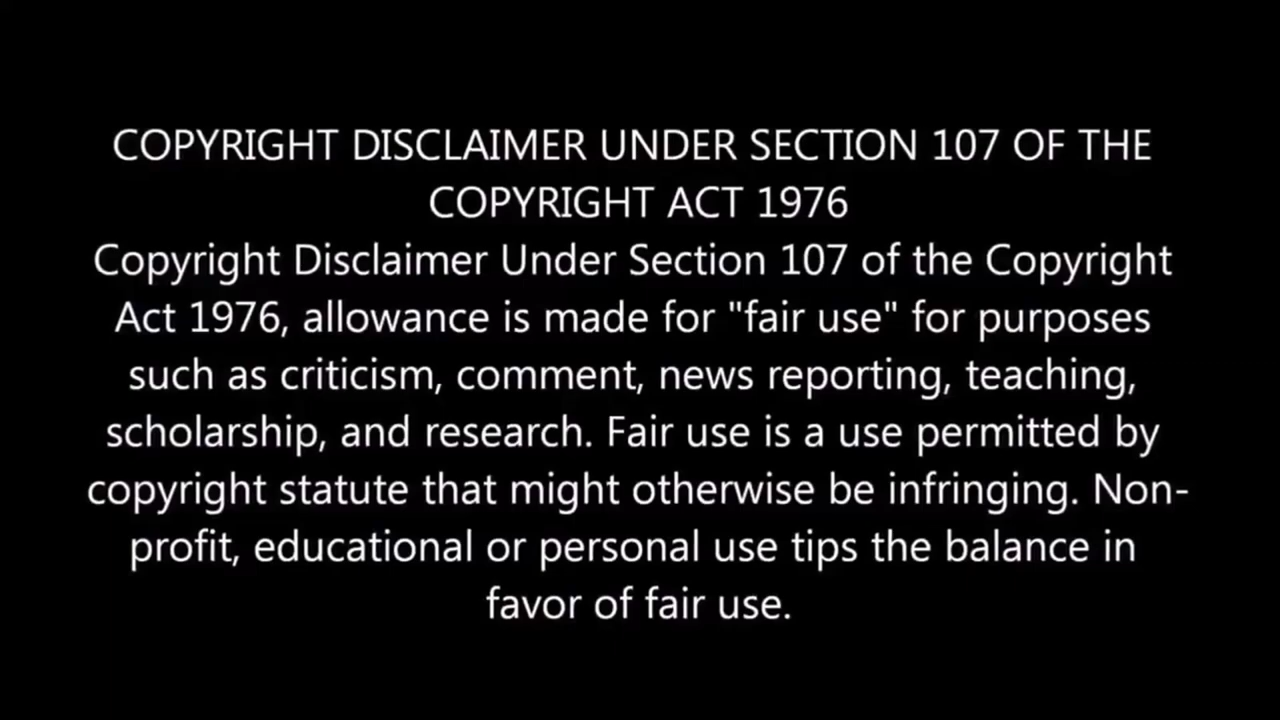 COPYRIGHT DISCLAIMER UNDER SECTION 107 OF THE
COPYRIGHT ACT 1976
Copyright Disclaimer Under Section 107 of the Copyright
Act 1976, allowance is made for "fair use" for purposes
such as criticism, comment, news reporting, teaching,
scholarship, and research. Fair use is a use permitted by
copyright statute that might otherwise be infringing. Non-
profit, educational or personal use tips the balance in
favor of fair use.